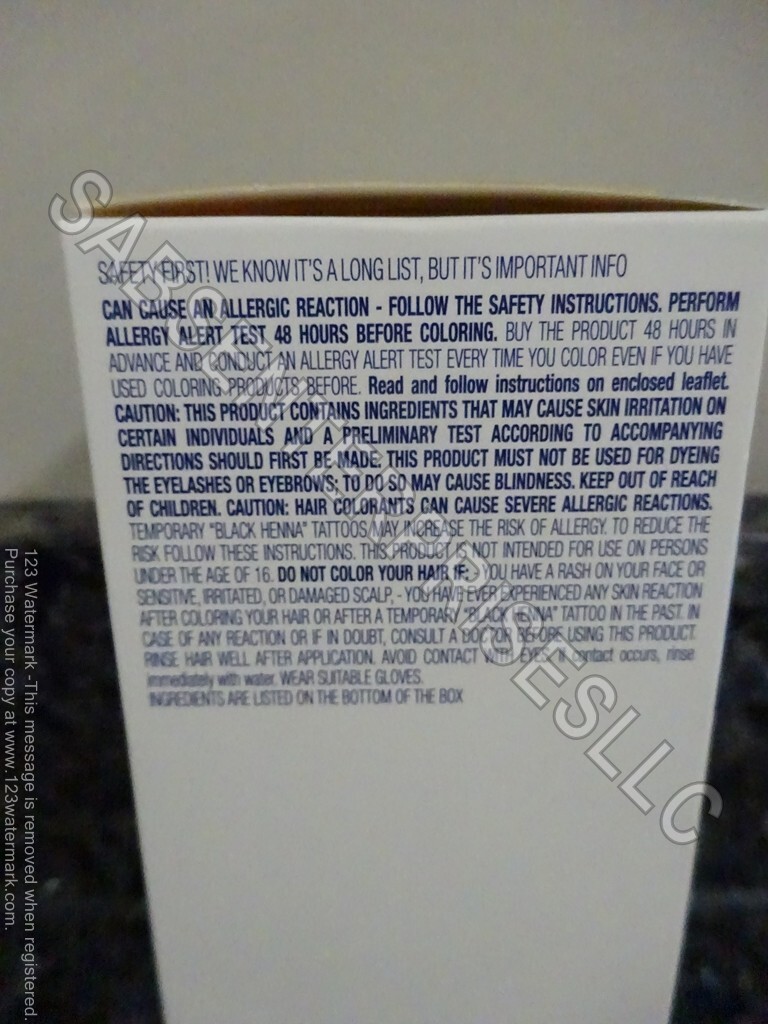 SAFETY FIRST! WE KNOW IT'S A LONG LIST, BUT IT'S IMPORTANT INFO
CAN CAUSE AN ALLERGIC REACTION - FOLLOW THE SAFETY INSTRUCTIONS. PERFORM
ALLERGY ALERT TEST 48 HOURS BEFORE COLORING. BUY THE PRODUCT 48 HOURS IN
ADVANCE AND CONDUCT AN ALLERGY ALERT TEST EVERY TIME YOU COLOR EVEN IF YOU HAVE
USED COLORING PRODUCTS BEFORE. Read and follow instructions on enclosed leaflet.
CAUTION: THIS PRODUCT CONTAINS INGREDIENTS THAT MAY CAUSE SKIN IRRITATION ON
CERTAIN INDIVIDUALS AND A PRELIMINARY TEST ACCORDING TO ACCOMPANYING
DIRECTIONS SHOULD FIRST BE MADE. THIS PRODUCT MUST NOT BE USED FOR DYEING
THE EYELASHES OR EYEBROWS; TO DO SO MAY CAUSE BLINDNESS. KEEP OUT OF REACH
OF CHILDREN. CAUTION: HAIR COLORANTS CAN CAUSE SEVERE ALLERGIC REACTIONS.
TEMPORARY "BLACK HENNA" TATTOOS MAY INCREASE THE RISK OF ALLERGY. TO REDUCE THE
RISK FOLLOW THESE INSTRUCTIONS. THIS PRODUCT IS NOT INTENDED FOR USE ON PERSONS
UNDER THE AGE OF 16. DO NOT COLOR YOUR HAIR IF: - YOU HAVE A RASH ON YOUR FACE OR
SENSITIVE, IRRITATED, OR DAMAGED SCALP, - YOU HAVE EVER EXPERIENCED ANY SKIN REACTION
AFTER COLORING YOUR HAIR OR AFTER A TEMPORARY "BLACK HENNA" TATTOO IN THE PAST. IN
CASE OF ANY REACTION OR IF IN DOUBT, CONSULT A DOCTOR BEFORE USING THIS PRODUCT.
RINSE HAIR WELL AFTER APPLICATION. AVOID CONTACT WITH EYES. If contact occurs, rinse
immediately with water. WEAR SUITABLE GLOVES.
INGREDIENTS ARE LISTED ON THE BOTTOM OF THE BOX
SARGENTERPRISESLLC
123 Watermark -This message is removed when registered.
Purchase your copy at www.123watermark.com.